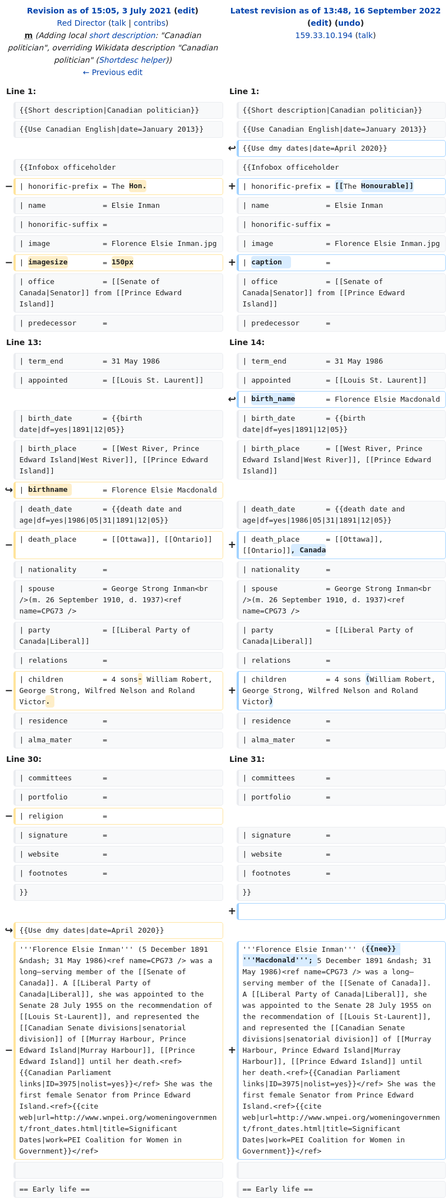 Revision as of 15:05, 3 July 2021 (edit)
Red Director (talk | contribs)
m (Adding local short description: "Canadian
politician", overriding Wikidata description "Canadian
politician" (Shortdesc helper))
← Previous edit
Latest revision as of 13:48, 16 September 2022
(edit) (undo)
159.33.10.194 (talk)
Line 1:
Line 1:
{{Short description|Canadian politician}}
{{Short description|Canadian politician}}
{{Use Canadian English|date=January 2013}}
{{Use Canadian English|date=January 2013}}
{{Use dmy dates|date=April 2020}}
{{Infobox officeholder
{{Infobox officeholder
− | honorific-prefix = The Hon.
+ | honorific-prefix = [[The Honourable]]
| name = Elsie Inman
| name = Elsie Inman
| honorific-suffix =
| honorific-suffix =
| image = Florence Elsie Inman.jpg
| image = Florence Elsie Inman.jpg
− | imagesize = 150px
+ | caption =
| office = [[Senate of
Canada|Senator]] from [[Prince Edward
Island]]
| office = [[Senate of
Canada|Senator]] from [[Prince Edward
Island]]
| predecessor =
| predecessor =
Line 13:
Line 14:
| term_end = 31 May 1986
| term_end = 31 May 1986
| appointed = [[Louis St. Laurent]]
| appointed = [[Louis St. Laurent]]
| birth_name = Florence Elsie Macdonald
| birth_date = {{birth
date|df=yes|1891|12|05}}
| birth_date = {{birth
date|df=yes|1891|12|05}}
| birth_place = [[West River, Prince
Edward Island|West River]], [[Prince
Edward Island]]
| birth_place = [[West River, Prince
Edward Island|West River]], [[Prince
Edward Island]]
| birthname = Florence Elsie Macdonald
| death_date = {{death date and
age|df=yes|1986|05|31|1891|12|05}}
| death_date = {{death date and
age|df=yes|1986|05|31|1891|12|05}}
− | death_place = [[Ottawa]], [[Ontario]]
+ | death_place = [[Ottawa]],
[[Ontario]], Canada
| nationality =
| nationality =
| spouse = George Strong Inman<br
/>(m. 26 September 1910, d. 1937)<ref
name=CPG73 />
| spouse = George Strong Inman<br
/>(m. 26 September 1910, d. 1937)<ref
name=CPG73 />
| party = [[Liberal Party of
Canada|Liberal]]
| party = [[Liberal Party of
Canada|Liberal]]
| relations =
| relations =
− | children = 4 sons- William Robert,
George Strong, Wilfred Nelson and Roland
Victor.
+ | children = 4 sons (William Robert,
George Strong, Wilfred Nelson and Roland
Victor)
| residence =
| residence =
| alma_mater =
| alma_mater =
Line 30:
Line 31:
| committees =
| committees =
| portfolio =
| portfolio =
− | religion =
| signature =
| signature =
| website =
| website =
| footnotes =
| footnotes =
}}
}}
+
{{Use dmy dates|date=April 2020}}
− '''Florence Elsie Inman''' (5 December 1891
&ndash; 31 May 1986)<ref name=CPG73 /> was a
long−serving member of the [[Senate of
Canada]]. A [[Liberal Party of
Canada|Liberal]], she was appointed to the
Senate 28 July 1955 on the recommendation of
[[Louis St-Laurent]], and represented the
[[Canadian Senate divisions|senatorial
division]] of [[Murray Harbour, Prince
Edward Island|Murray Harbour]], [[Prince
Edward Island]] until her death.<ref>
{{Canadian Parliament
links|ID=3975|nolist=yes}}</ref> She was the
first female Senator from Prince Edward
Island.<ref>{{cite
web|url=http://www.wnpei.org/womeningovernmen
t/front_dates.html|title=Significant
Dates|work=PEI Coalition for Women in
Government}}</ref>
+ '''Florence Elsie Inman''' ({{nee}}
'''Macdonald'''; 5 December 1891 &ndash; 31
May 1986)<ref name=CPG73 /> was a long−
serving member of the [[Senate of Canada]].
A [[Liberal Party of Canada|Liberal]], she
was appointed to the Senate 28 July 1955 on
the recommendation of [[Louis St-Laurent]],
and represented the [[Canadian Senate
divisions|senatorial division]] of [[Murray
Harbour, Prince Edward Island|Murray
Harbour]], [[Prince Edward Island]] until
her death.<ref>{{Canadian Parliament
links|ID=3975|nolist=yes}}</ref> She was the
first female Senator from Prince Edward
Island.<ref>{{cite
web|url=http://www.wnpei.org/womeningovernmen
t/front_dates.html|title=Significant
Dates|work=PEI Coalition for Women in
Government}}</ref>
== Early life ==
== Early life ==